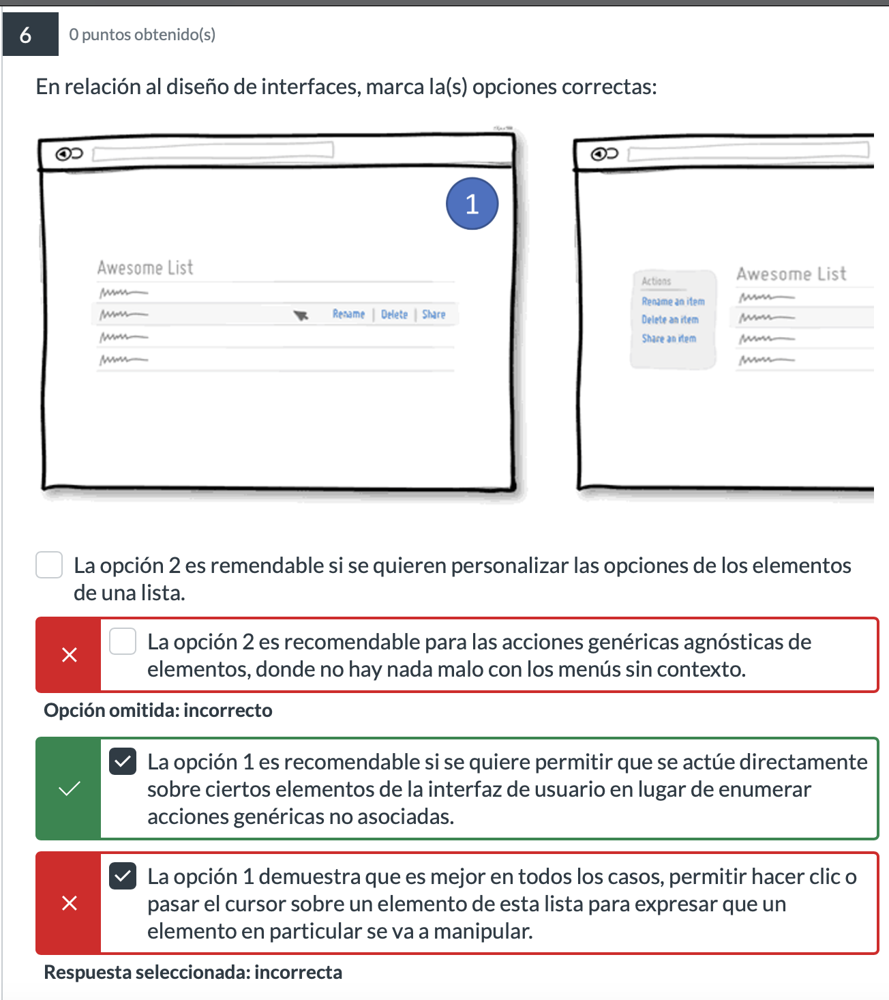 6
0 puntos obtenido(s)
En relación al diseño de interfaces, marca la(s) opciones correctas:
1
Awesome List
Rename | Delete | Share
Actions
Rename an item
Delete an item
Share an item
Awesome List
La opción 2 es remendable si se quieren personalizar las opciones de los elementos
de una lista.
La opción 2 es recomendable para las acciones genéricas agnósticas de
elementos, donde no hay nada malo con los menús sin contexto.
Opción omitida: incorrecto
La opción 1 es recomendable si se quiere permitir que se actúe directamente
sobre ciertos elementos de la interfaz de usuario en lugar de enumerar
acciones genéricas no asociadas.
La opción 1 demuestra que es mejor en todos los casos, permitir hacer clic o
pasar el cursor sobre un elemento de esta lista para expresar que un
elemento en particular se va a manipular.
Respuesta seleccionada: incorrecta